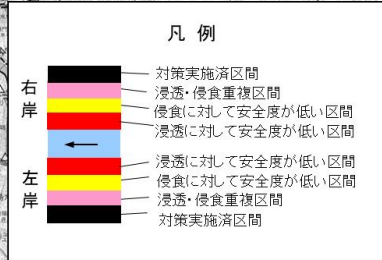 凡例
右岸
対策実施済区間
浸透・侵食重複区間
侵食に対して安全度が低い区間
浸透に対して安全度が低い区間
左岸
浸透に対して安全度が低い区間
侵食に対して安全度が低い区間
浸透・侵食重複区間
対策実施済区間